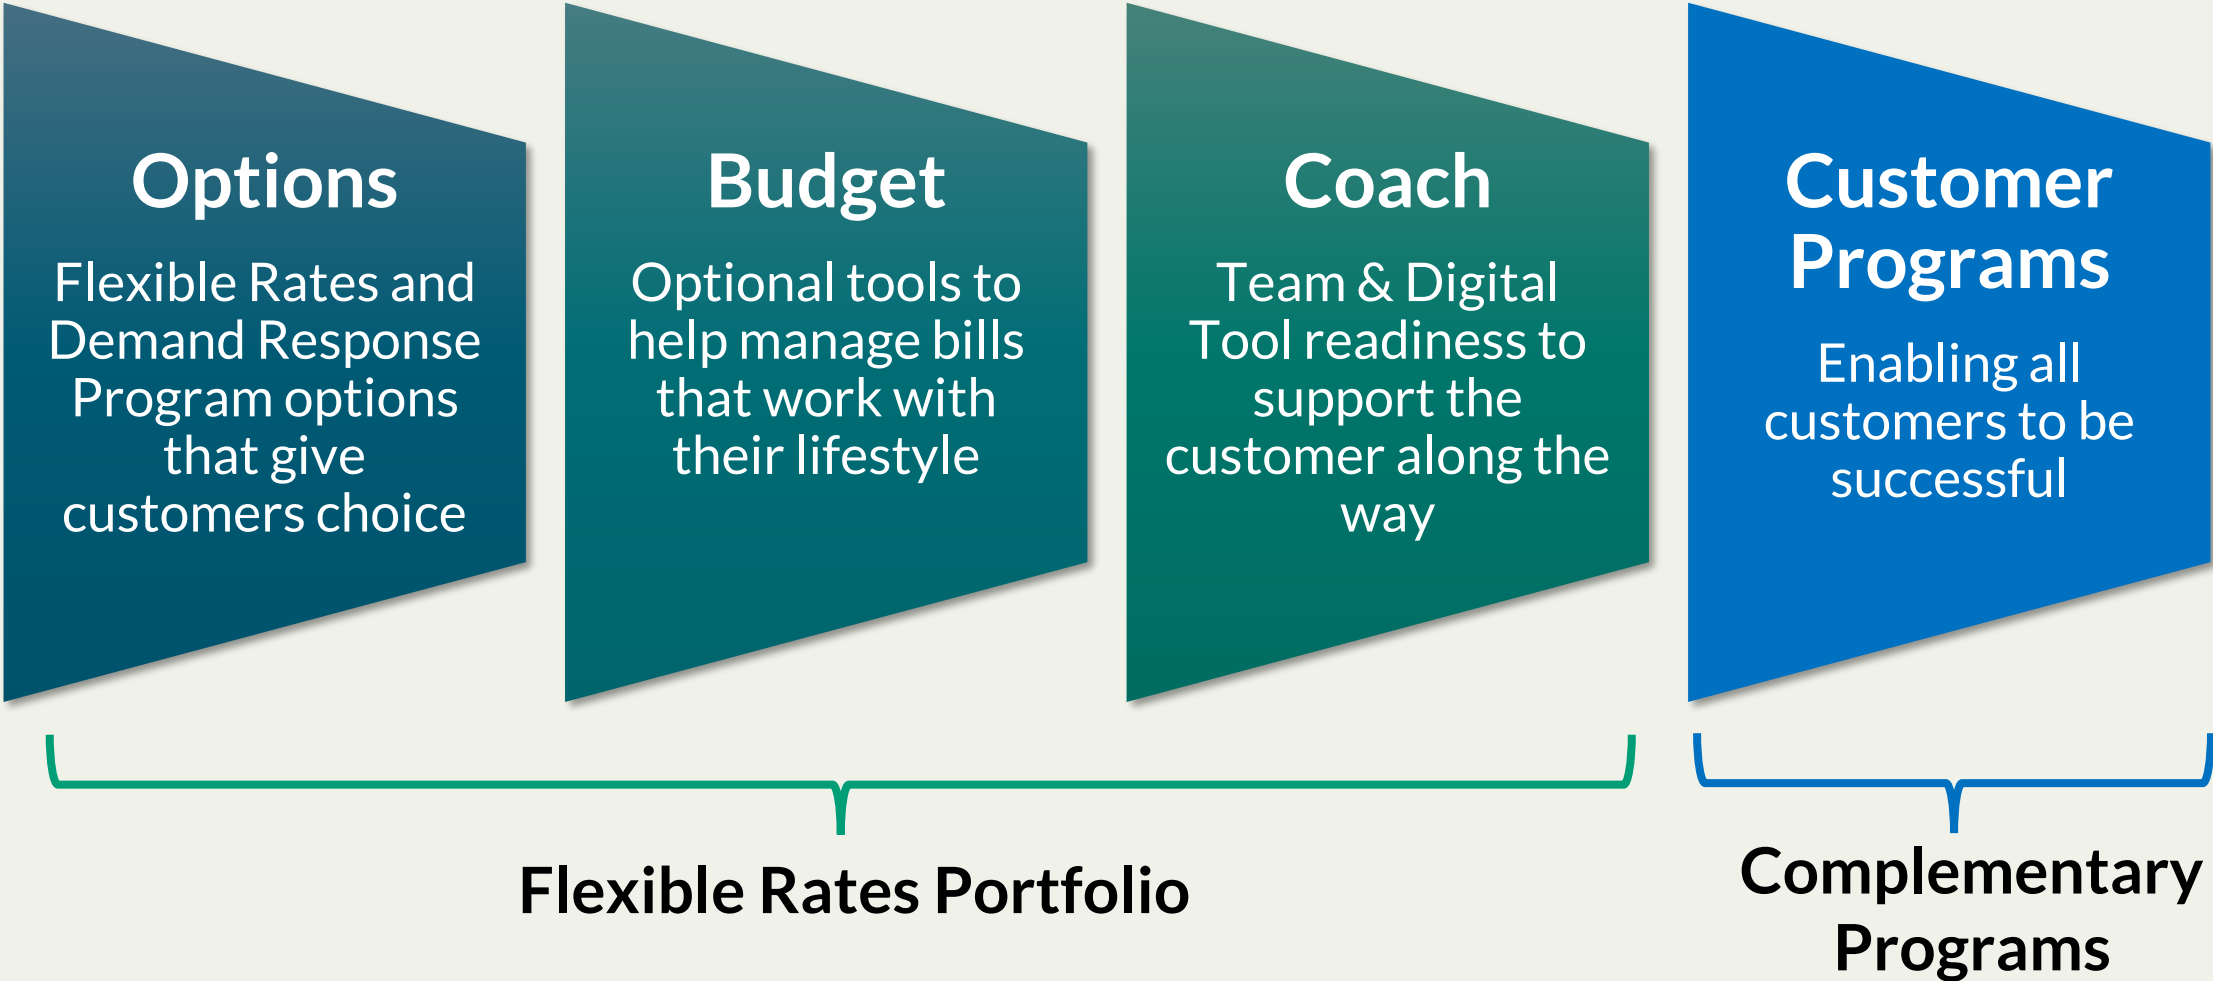 Options
Flexible Rates and
Demand Response
Program options
that give
customers choice
Budget
Optional tools to
help manage bills
that work with
their lifestyle
Coach
Team & Digital
Tool readiness to
support the
customer along the
way
Customer
Programs
Enabling all
customers to be
successful
Flexible Rates Portfolio
Complementary
Programs